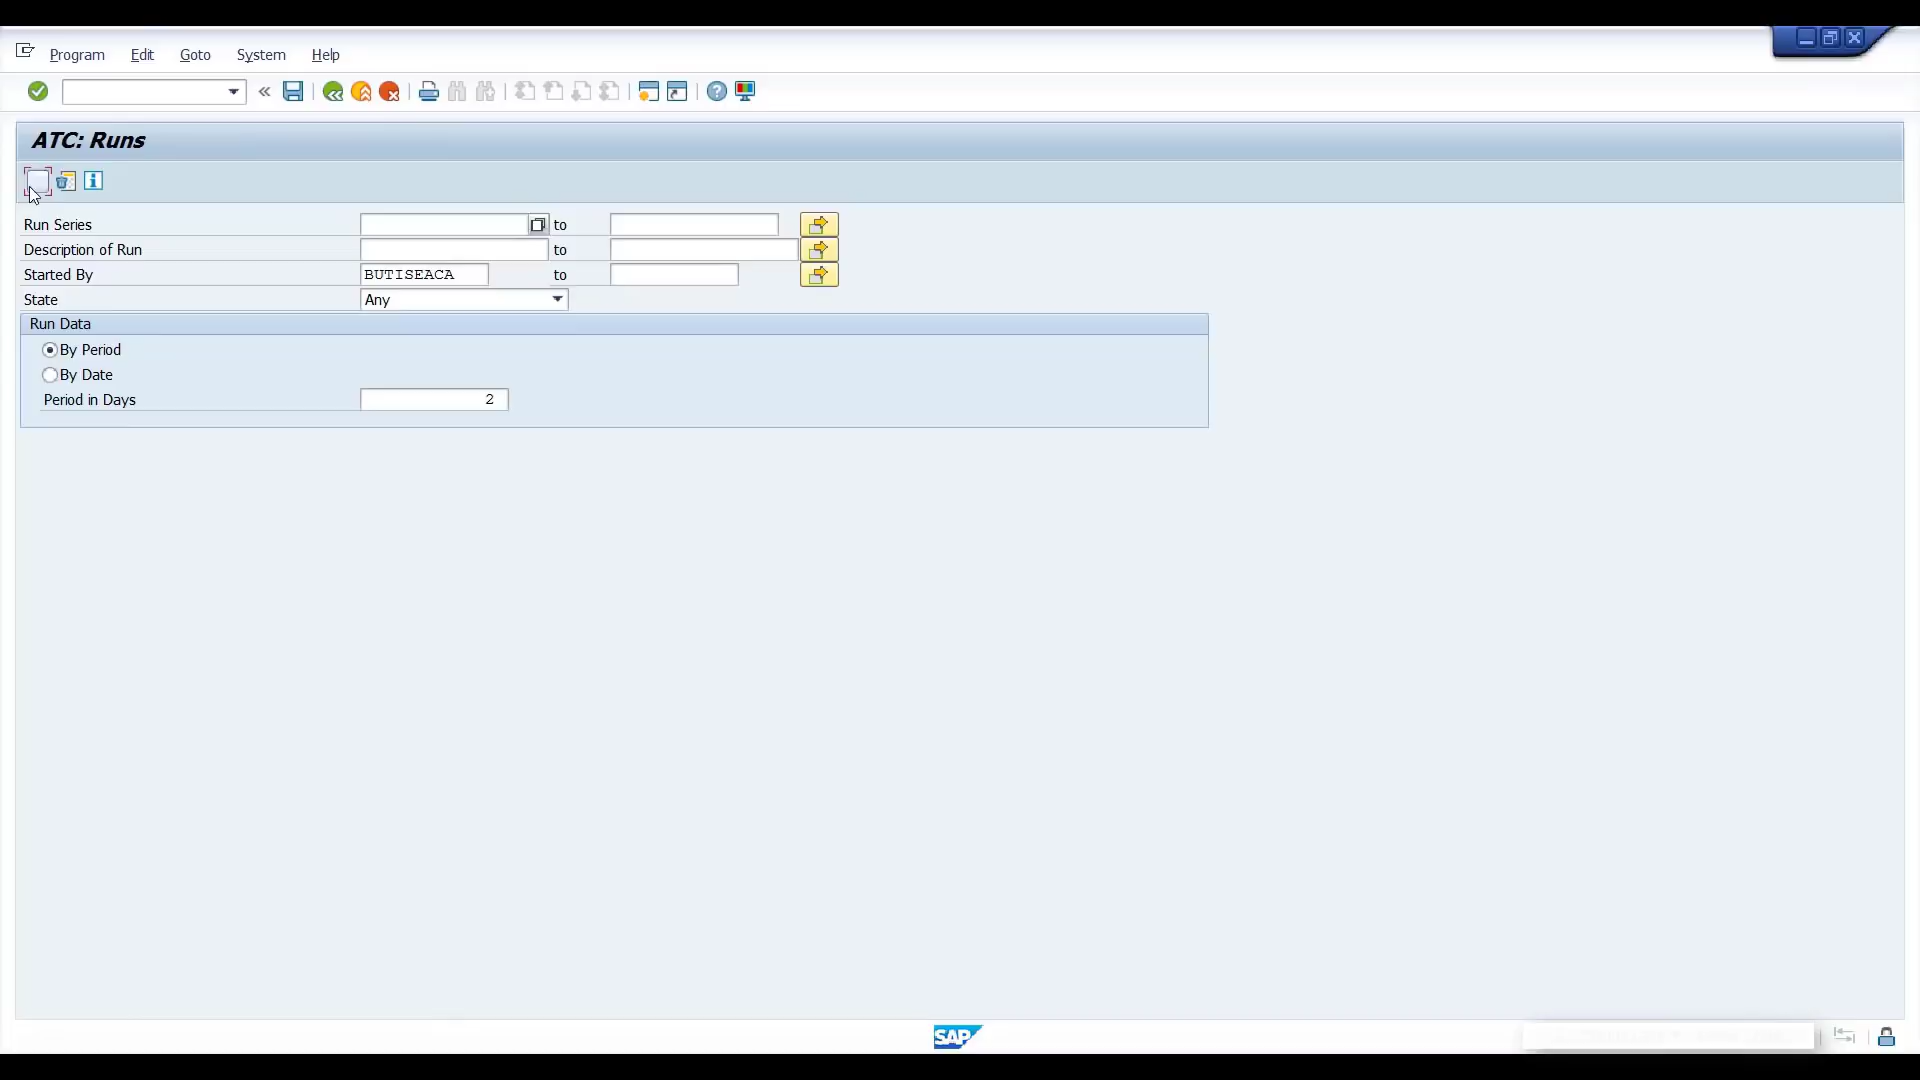 Program Edit Goto System Help
ATC: Runs
Run Series to
Description of Run to
Started By BUTISEACA to
State Any
Run Data
By Period
By Date
Period in Days 2
SAP